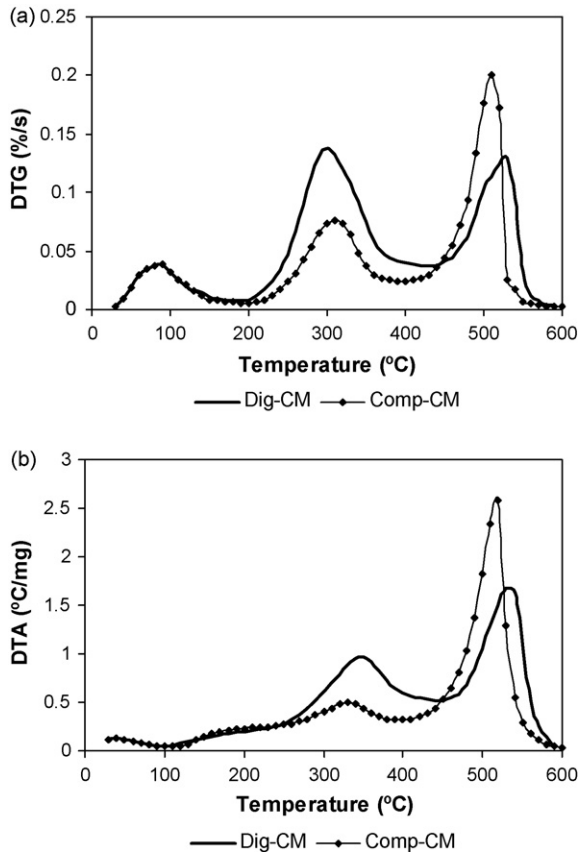 (a)
0.25
0.2
0.15
0.1
0.05
0
DTG (%/s)
0 100 200 300 400 500 600
Temperature (ºC)
Dig-CM Comp-CM
(b)
3
2.5
2
1.5
1
0.5
0
DTA (ºC/mg)
0 100 200 300 400 500 600
Temperature (ºC)
Dig-CM Comp-CM